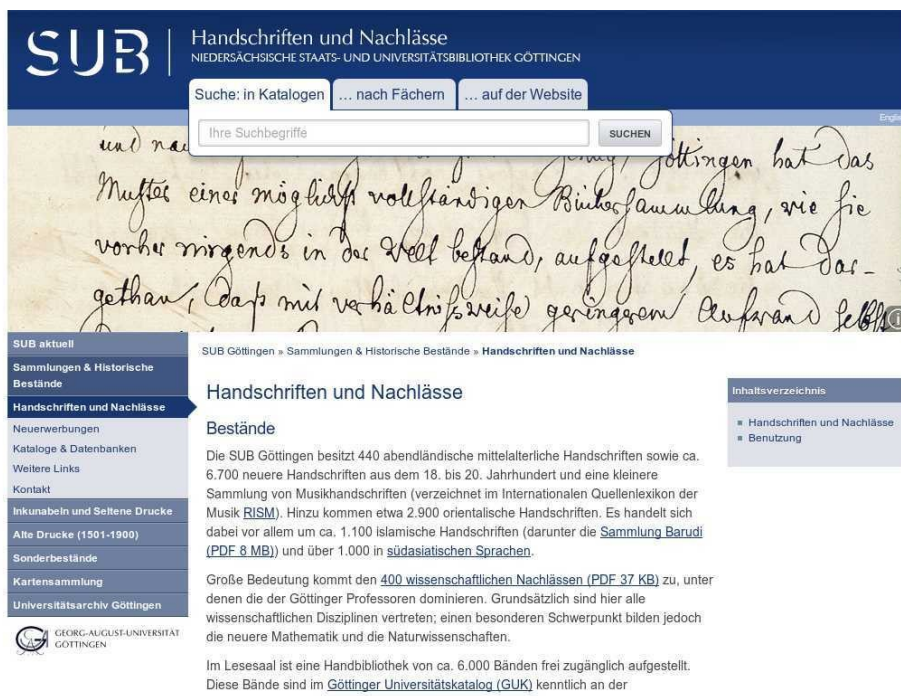 SUB
Handschriften und Nachlässe
NIEDERSÄCHSISCHE STAATS- UND UNIVERSITÄTSBIBLIOTHEK GÖTTINGEN
Suche: in Katalogen
... nach Fächern
... auf der Website
Ihre Suchbegriffe
SUCHEN
und
Göttingen hat das
Muster einer möglichst vollständigen Büchersammlung, wie sie
vorher nirgends in der Welt bestand, aufgestellt, es hat dar-
gethan, daß mit verhältnißweise geringerem Aufwand selbst
SUB aktuell
Sammlungen & Historische
Bestände
Handschriften und Nachlässe
Neuerwerbungen
Kataloge & Datenbanken
Weitere Links
Kontakt
Inkunabeln und Seltene Drucke
Alte Drucke (1501-1900)
Sonderbestände
Kartensammlung
Universitätsarchiv Göttingen
GEORG-AUGUST-UNIVERSITÄT
GÖTTINGEN
SUB Göttingen » Sammlungen & Historische Bestände » Handschriften und Nachlässe
Handschriften und Nachlässe
Bestände
Die SUB Göttingen besitzt 440 abendländische mittelalterliche Handschriften sowie ca.
6.700 neuere Handschriften aus dem 18. bis 20. Jahrhundert und eine kleinere
Sammlung von Musikhandschriften (verzeichnet im Internationalen Quellenlexikon der
Musik RISM). Hinzu kommen etwa 2.900 orientalische Handschriften. Es handelt sich
dabei vor allem um ca. 1.100 islamische Handschriften (darunter die Sammlung Barudi
(PDF 8 MB)) und über 1.000 in südasiatischen Sprachen.
Große Bedeutung kommt den 400 wissenschaftlichen Nachlässen (PDF 37 KB) zu, unter
denen die der Göttinger Professoren dominieren. Grundsätzlich sind hier alle
wissenschaftlichen Disziplinen vertreten; einen besonderen Schwerpunkt bilden jedoch
die neuere Mathematik und die Naturwissenschaften.
Im Lesesaal ist eine Handbibliothek von ca. 6.000 Bänden frei zugänglich aufgestellt.
Diese Bände sind im Göttinger Universitätskatalog (GUK) kenntlich an der
Inhaltsverzeichnis
Handschriften und Nachlässe
Benutzung